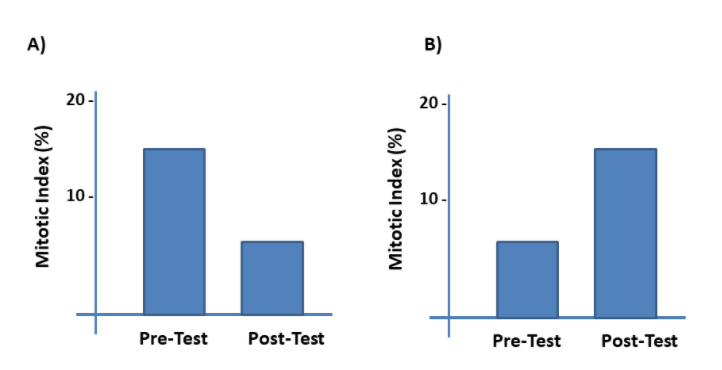 A)
20 -
10 -
Mitotic Index (%)
Pre-Test
Post-Test
B)
20 -
10 -
Mitotic Index (%)
Pre-Test
Post-Test